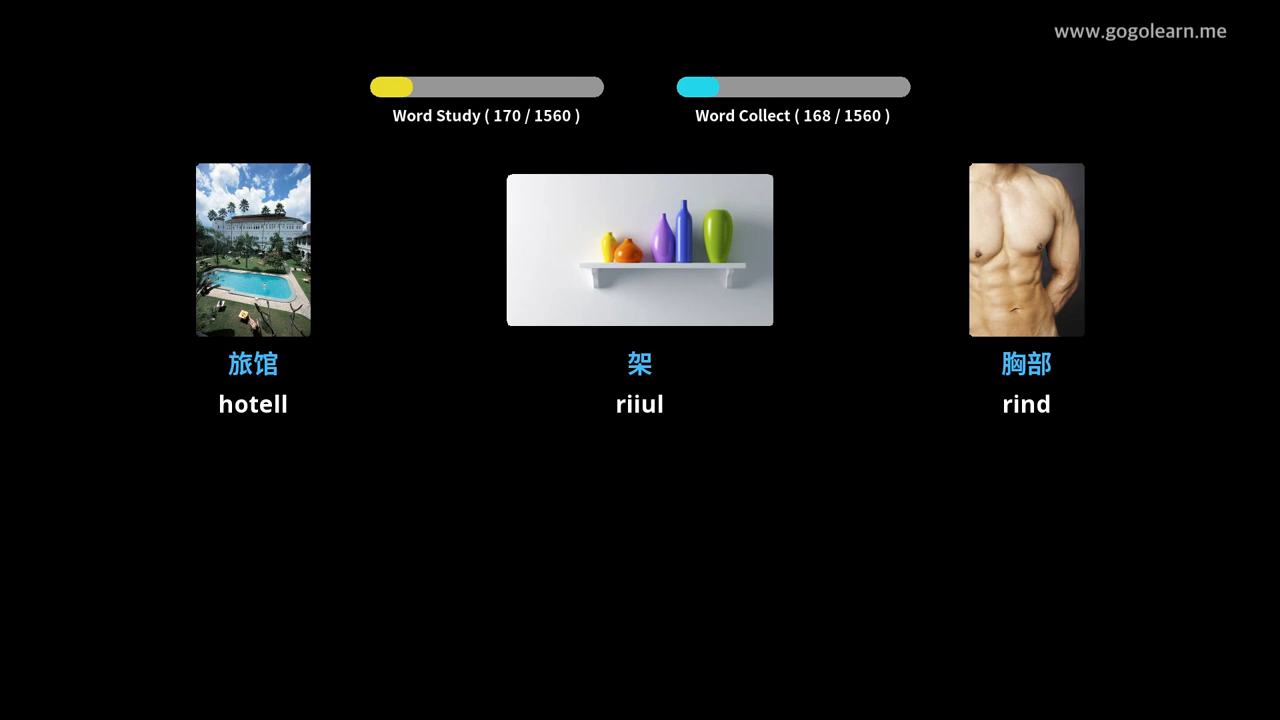 www.gogolearn.me
Word Study ( 170 / 1560 )
Word Collect ( 168 / 1560 )
旅馆
架
胸部
hotell
riiul
rind